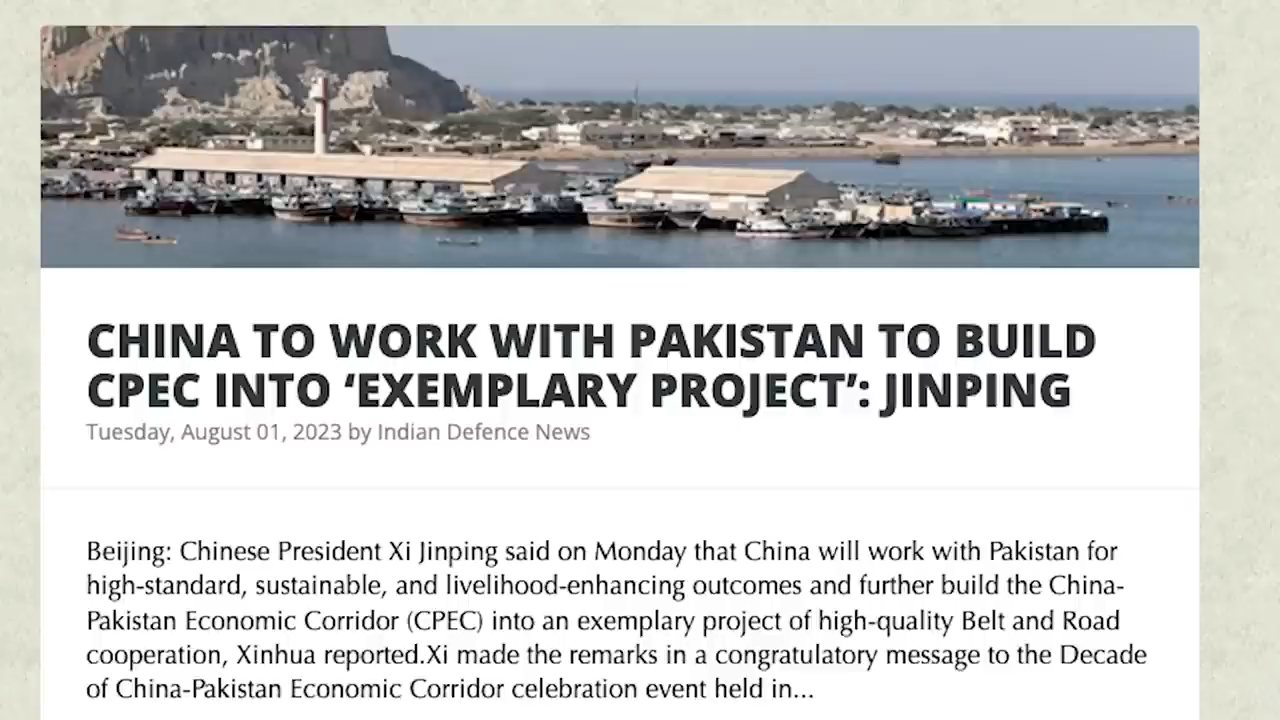 CHINA TO WORK WITH PAKISTAN TO BUILD
CPEC INTO ‘EXEMPLARY PROJECT’: JINPING
Tuesday, August 01, 2023 by Indian Defence News
Beijing: Chinese President Xi Jinping said on Monday that China will work with Pakistan for
high-standard, sustainable, and livelihood-enhancing outcomes and further build the China-
Pakistan Economic Corridor (CPEC) into an exemplary project of high-quality Belt and Road
cooperation, Xinhua reported.Xi made the remarks in a congratulatory message to the Decade
of China-Pakistan Economic Corridor celebration event held in...